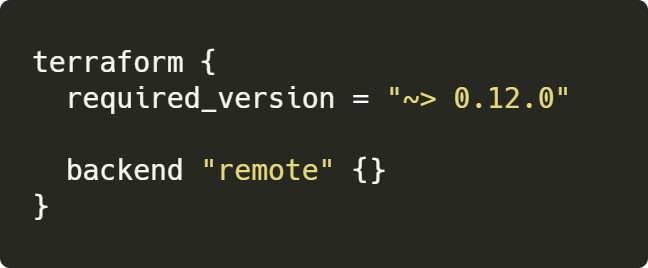 terraform {
  required_version = "~> 0.12.0"

  backend "remote" {}
}